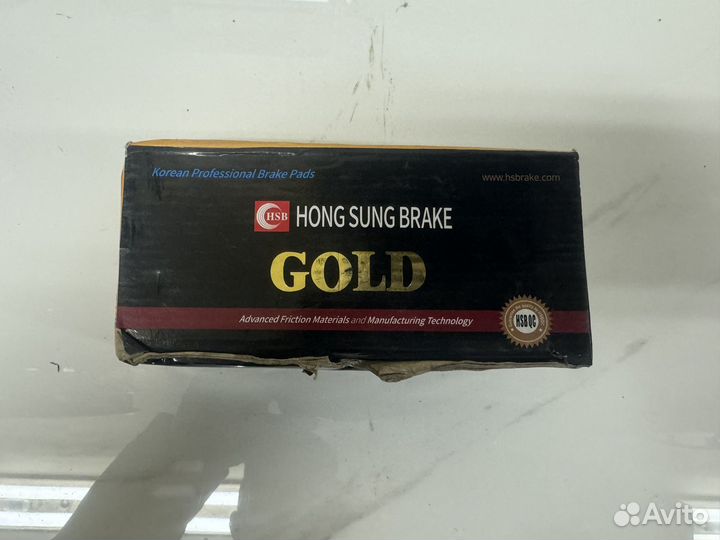 Korean Professional Brake Pads
www.hsbrake.com
HSB HONG SUNG BRAKE
GOLD
Advanced Friction Materials and Manufacturing Technology
HSB QC
Avito